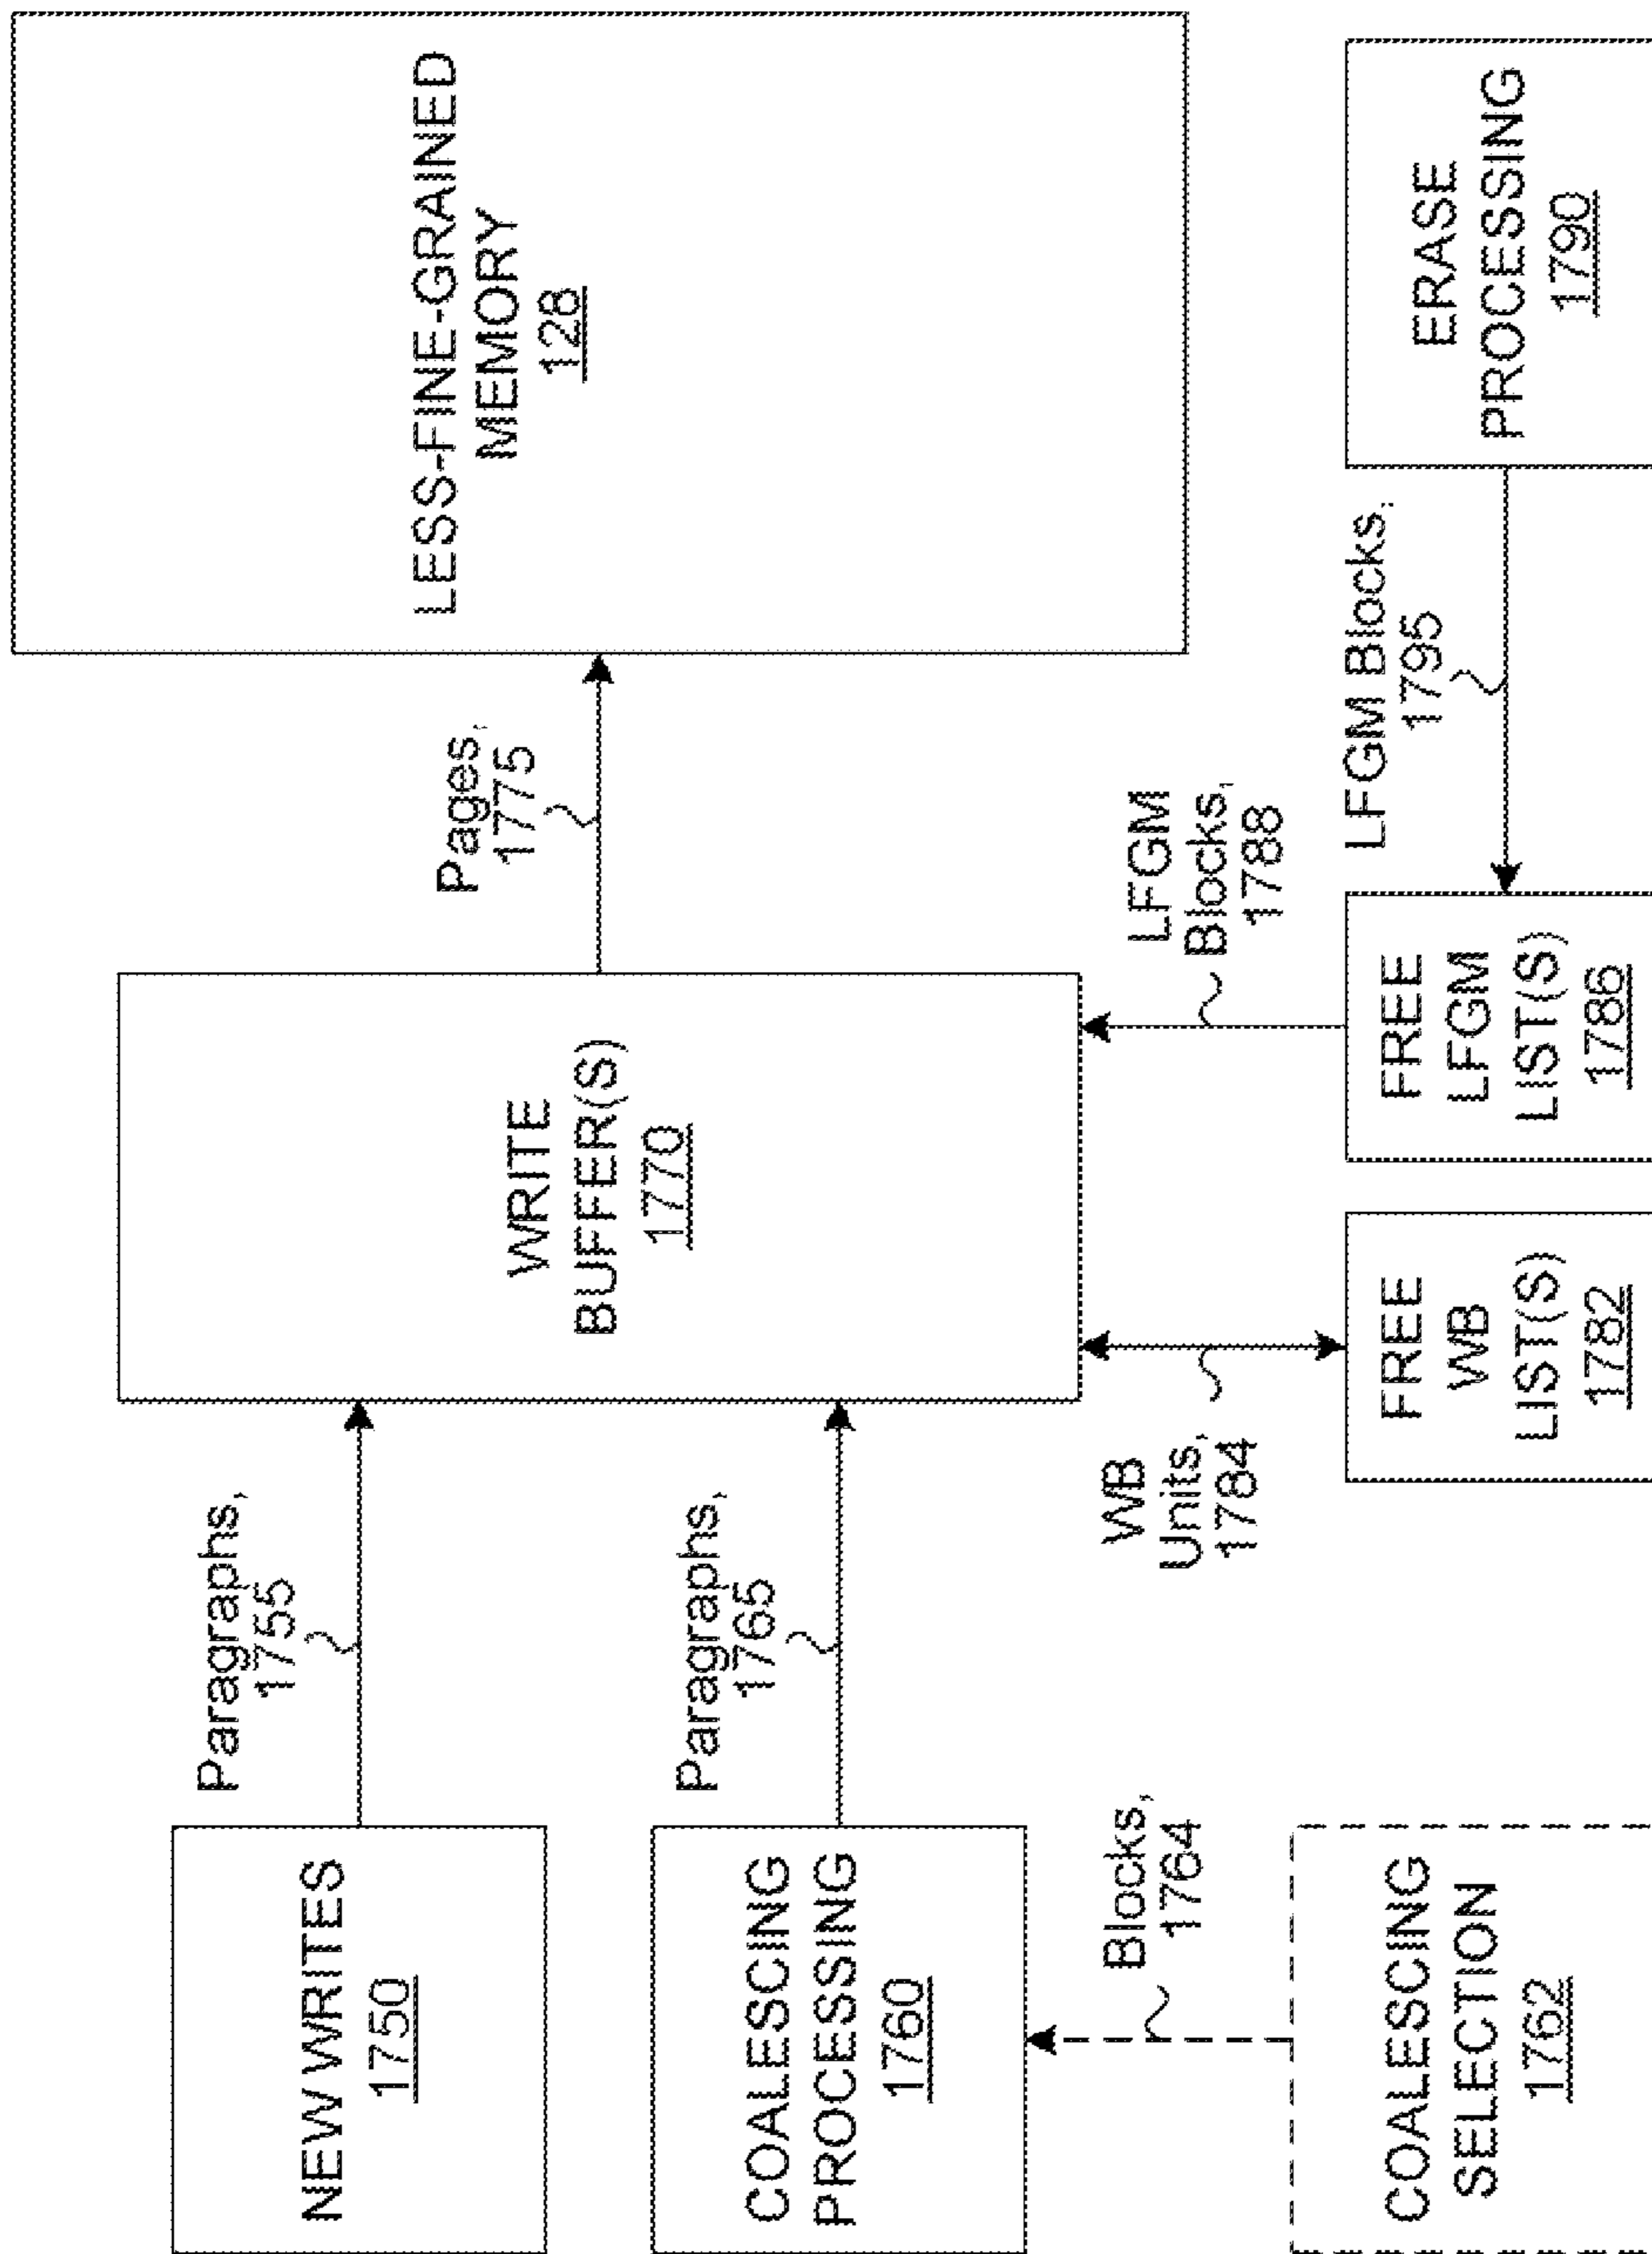 NEW WRITES
1750
Paragraphs,
1755
WRITE
BUFFER(S)
1770
Pages,
1775
LESS-FINE-GRAINED
MEMORY
128
COALESCING
PROCESSING
1760
Paragraphs,
1765
Blocks,
1764
WB
Units,
1784
LFGM
Blocks,
1788
COALESCING
SELECTION
1762
FREE
WB
LIST(S)
1782
FREE
LFGM
LIST(S)
1786
LFGM Blocks,
1795
ERASE
PROCESSING
1790